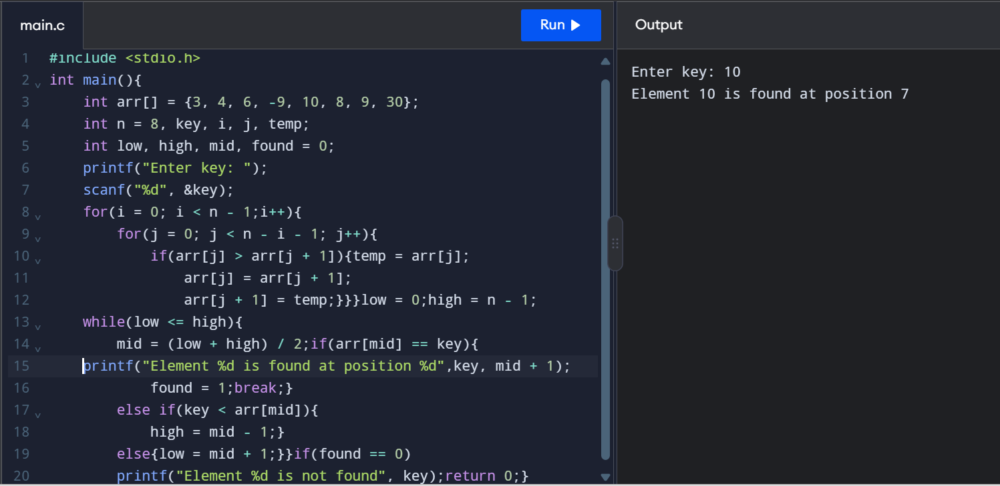 main.c
Run
Output
1 #include <stdio.h>
2 int main(){
3     int arr[] = {3, 4, 6, -9, 10, 8, 9, 30};
4     int n = 8, key, i, j, temp;
5     int low, high, mid, found = 0;
6     printf("Enter key: ");
7     scanf("%d", &key);
8     for(i = 0; i < n - 1;i++){
9         for(j = 0; j < n - i - 1; j++){
10             if(arr[j] > arr[j + 1]){temp = arr[j];
11                 arr[j] = arr[j + 1];
12                 arr[j + 1] = temp;}}}low = 0;high = n - 1;
13     while(low <= high){
14         mid = (low + high) / 2;if(arr[mid] == key){
15     printf("Element %d is found at position %d",key, mid + 1);
16             found = 1;break;}
17         else if(key < arr[mid]){
18             high = mid - 1;}
19         else{low = mid + 1;}}if(found == 0)
20         printf("Element %d is not found", key);return 0;}
Enter key: 10
Element 10 is found at position 7